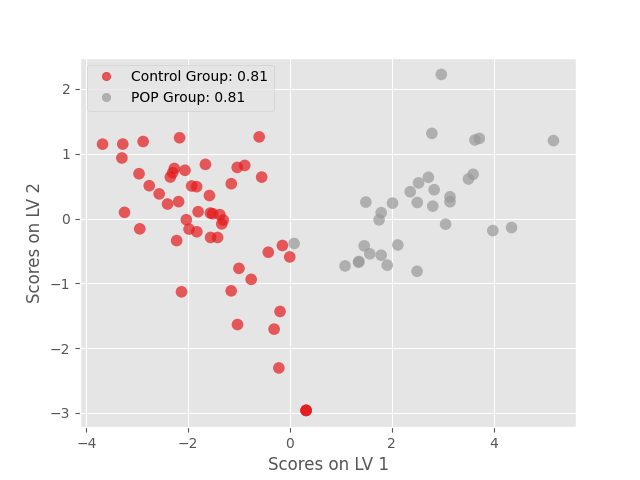 Control Group: 0.81
POP Group: 0.81
2
1
0
−1
−2
−3
−4
−2
0
2
4
Scores on LV 2
Scores on LV 1